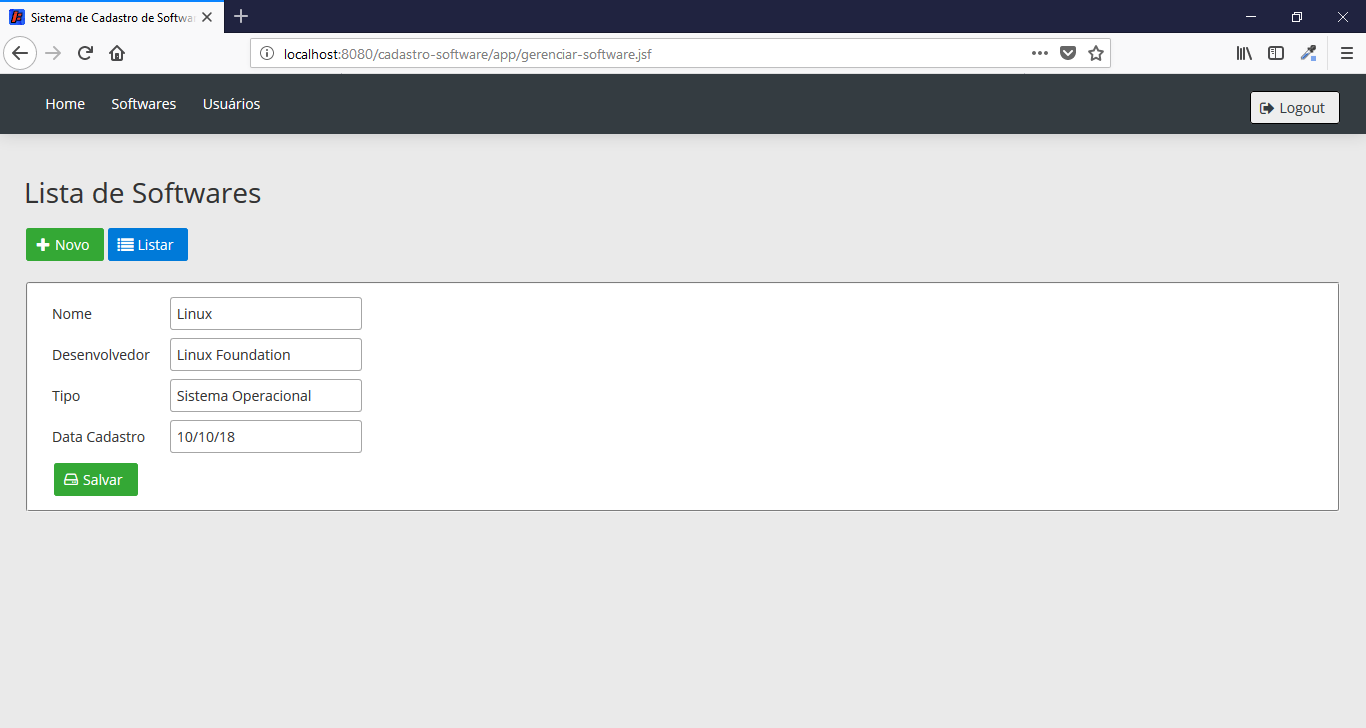 Sistema de Cadastro de Softwar
localhost:8080/cadastro-software/app/gerenciar-software.jsf
Home Softwares Usuários Logout
Lista de Softwares
Novo Listar
Nome Linux
Desenvolvedor Linux Foundation
Tipo Sistema Operacional
Data Cadastro 10/10/18
Salvar